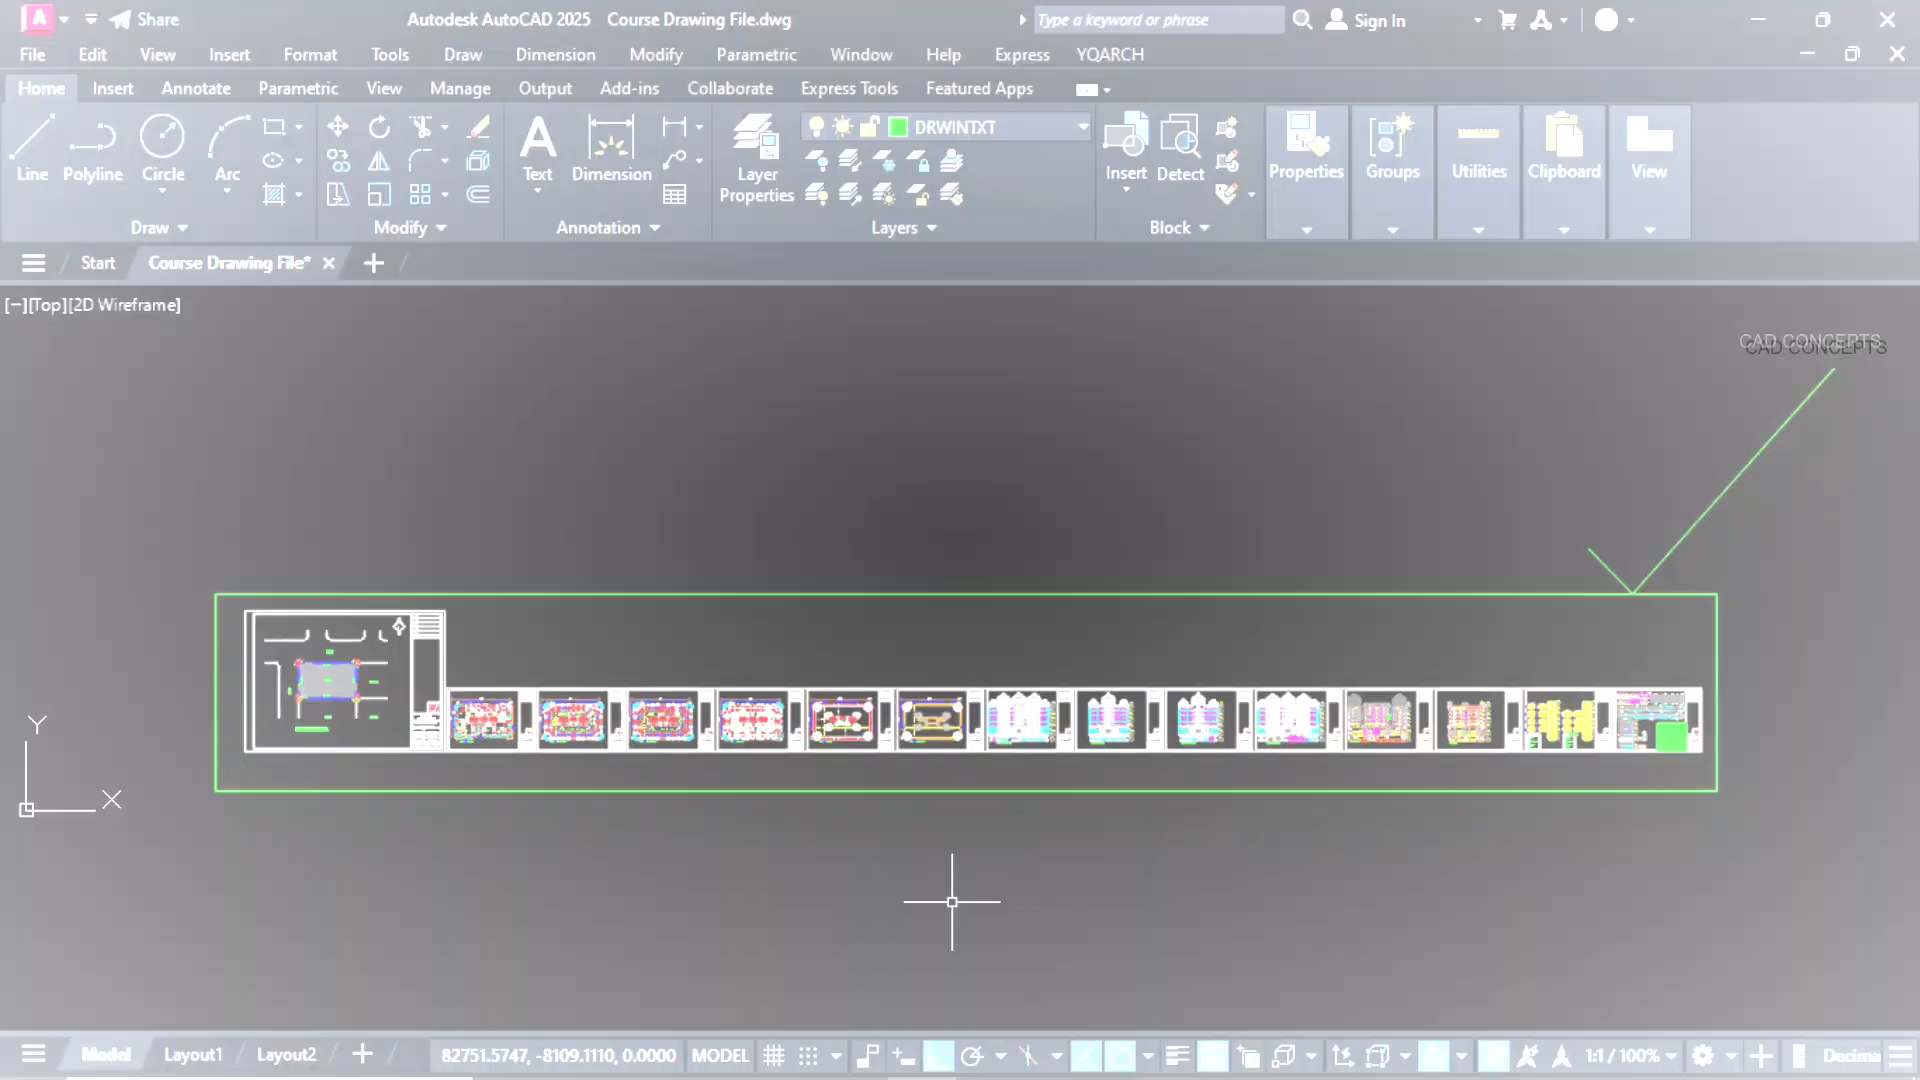 Share
Autodesk AutoCAD 2025 Course Drawing File.dwg
Type a keyword or phrase
Sign In
File Edit View Insert Format Tools Draw Dimension Modify Parametric Window Help Express YQARCH
Home Insert Annotate Parametric View Manage Output Add-ins Collaborate Express Tools Featured Apps
DRWINTXT
Line Polyline Circle Arc
Text Dimension
Layer Properties
Insert Detect
Properties Groups Utilities Clipboard View
Draw Modify Annotation Layers Block
Start Course Drawing File*
[−][Top][2D Wireframe]
CAD CONCEPTS
CAD CONCEPTS
Y
X
Model Layout1 Layout2
82751.5747, -8109.1110, 0.0000 MODEL
1:1 / 100%
Decima